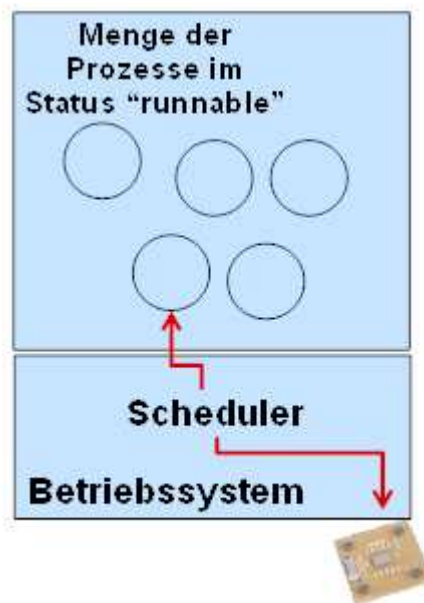 Menge der
Prozesse im
Status “runnable”
Scheduler
Betriebssystem